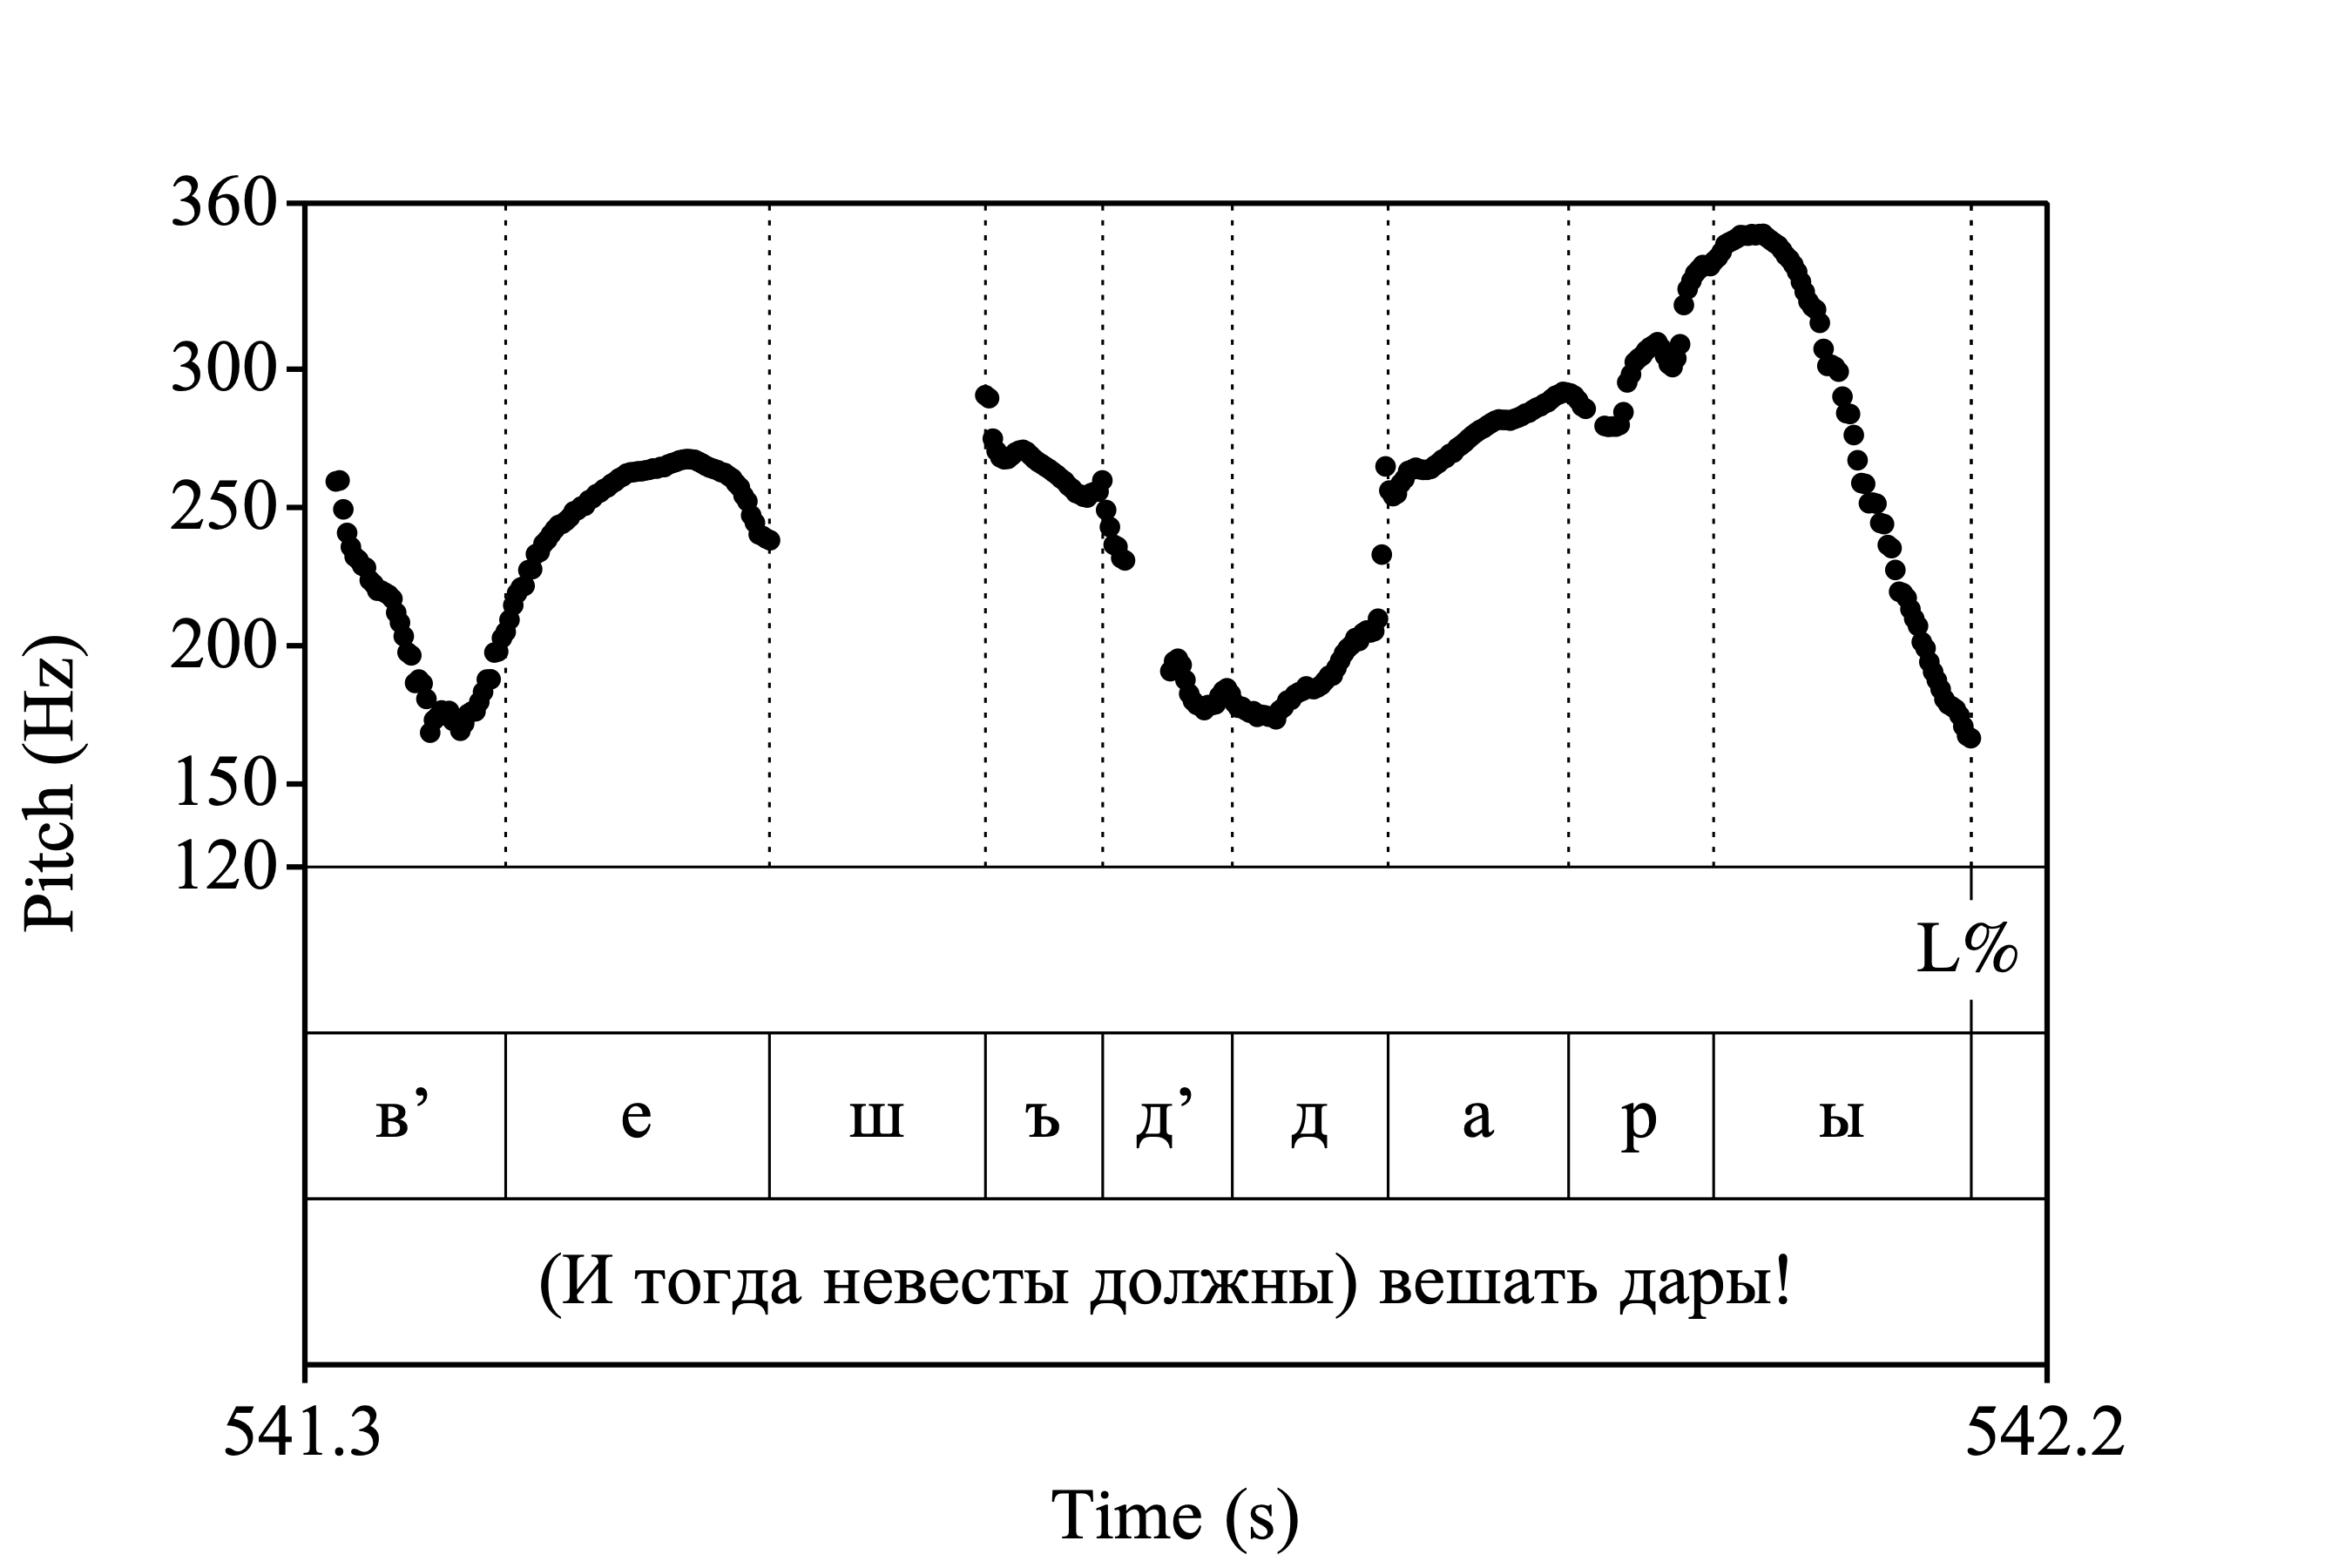 360
300
250
200
150
120
Pitch (Hz)
L%
в’ е ш ъ д’ д а р ы
(И тогда невесты должны) вешать дары!
541.3 542.2
Time (s)